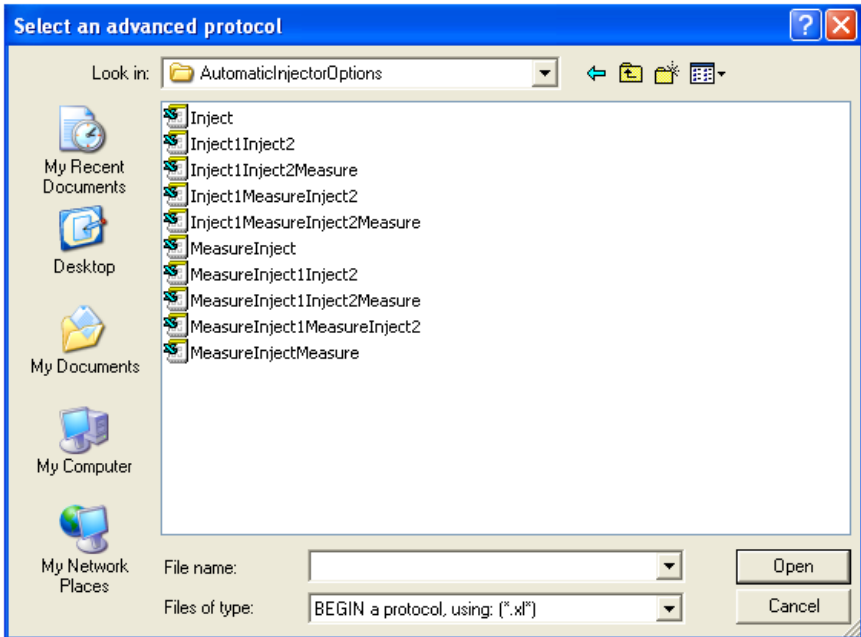 Select an advanced protocol
Look in: AutomaticInjectorOptions
My Recent
Documents
Desktop
My Documents
My Computer
My Network
Places
Inject
Inject1Inject2
Inject1Inject2Measure
Inject1MeasureInject2
Inject1MeasureInject2Measure
MeasureInject
MeasureInject1Inject2
MeasureInject1Inject2Measure
MeasureInject1MeasureInject2
MeasureInjectMeasure
File name: Open
Files of type: BEGIN a protocol, using: (*.xl*) Cancel